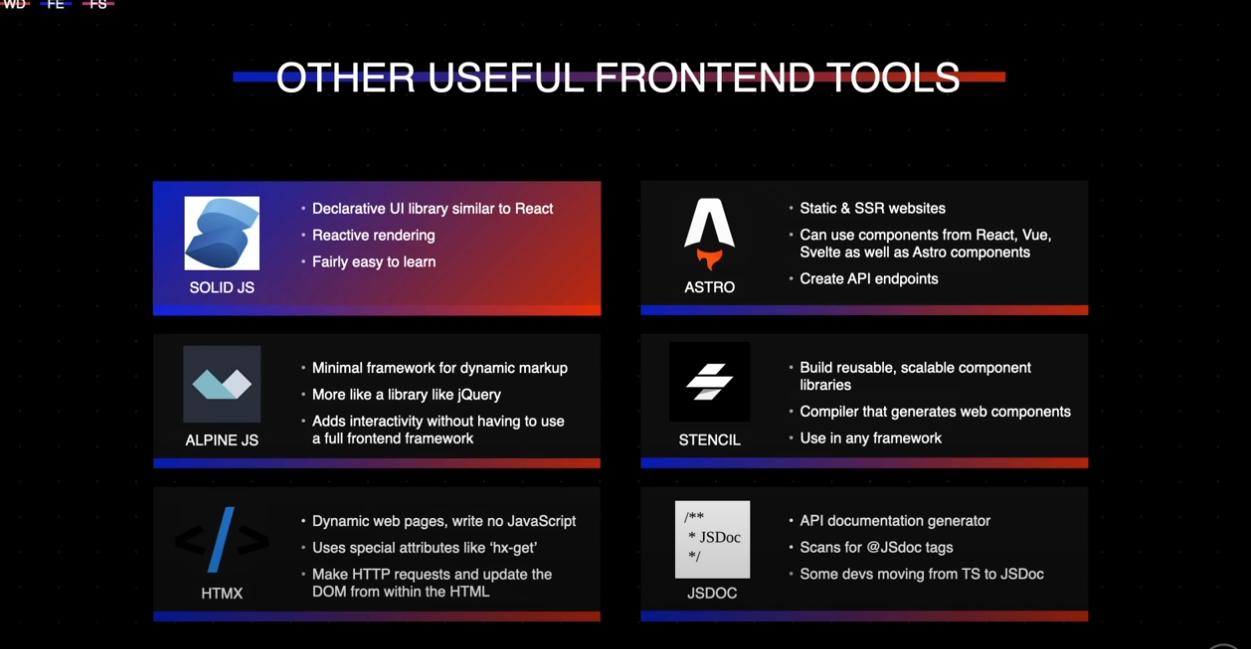 WD FE FS
OTHER USEFUL FRONTEND TOOLS
SOLID JS
• Declarative UI library similar to React
• Reactive rendering
• Fairly easy to learn
ASTRO
• Static & SSR websites
• Can use components from React, Vue,
Svelte as well as Astro components
• Create API endpoints
ALPINE JS
• Minimal framework for dynamic markup
• More like a library like jQuery
• Adds interactivity without having to use
a full frontend framework
STENCIL
• Build reusable, scalable component
libraries
• Compiler that generates web components
• Use in any framework
</>
HTMX
• Dynamic web pages, write no JavaScript
• Uses special attributes like ‘hx-get’
• Make HTTP requests and update the
DOM from within the HTML
/**
* JSDoc
*/
JSDOC
• API documentation generator
• Scans for @JSdoc tags
• Some devs moving from TS to JSDoc